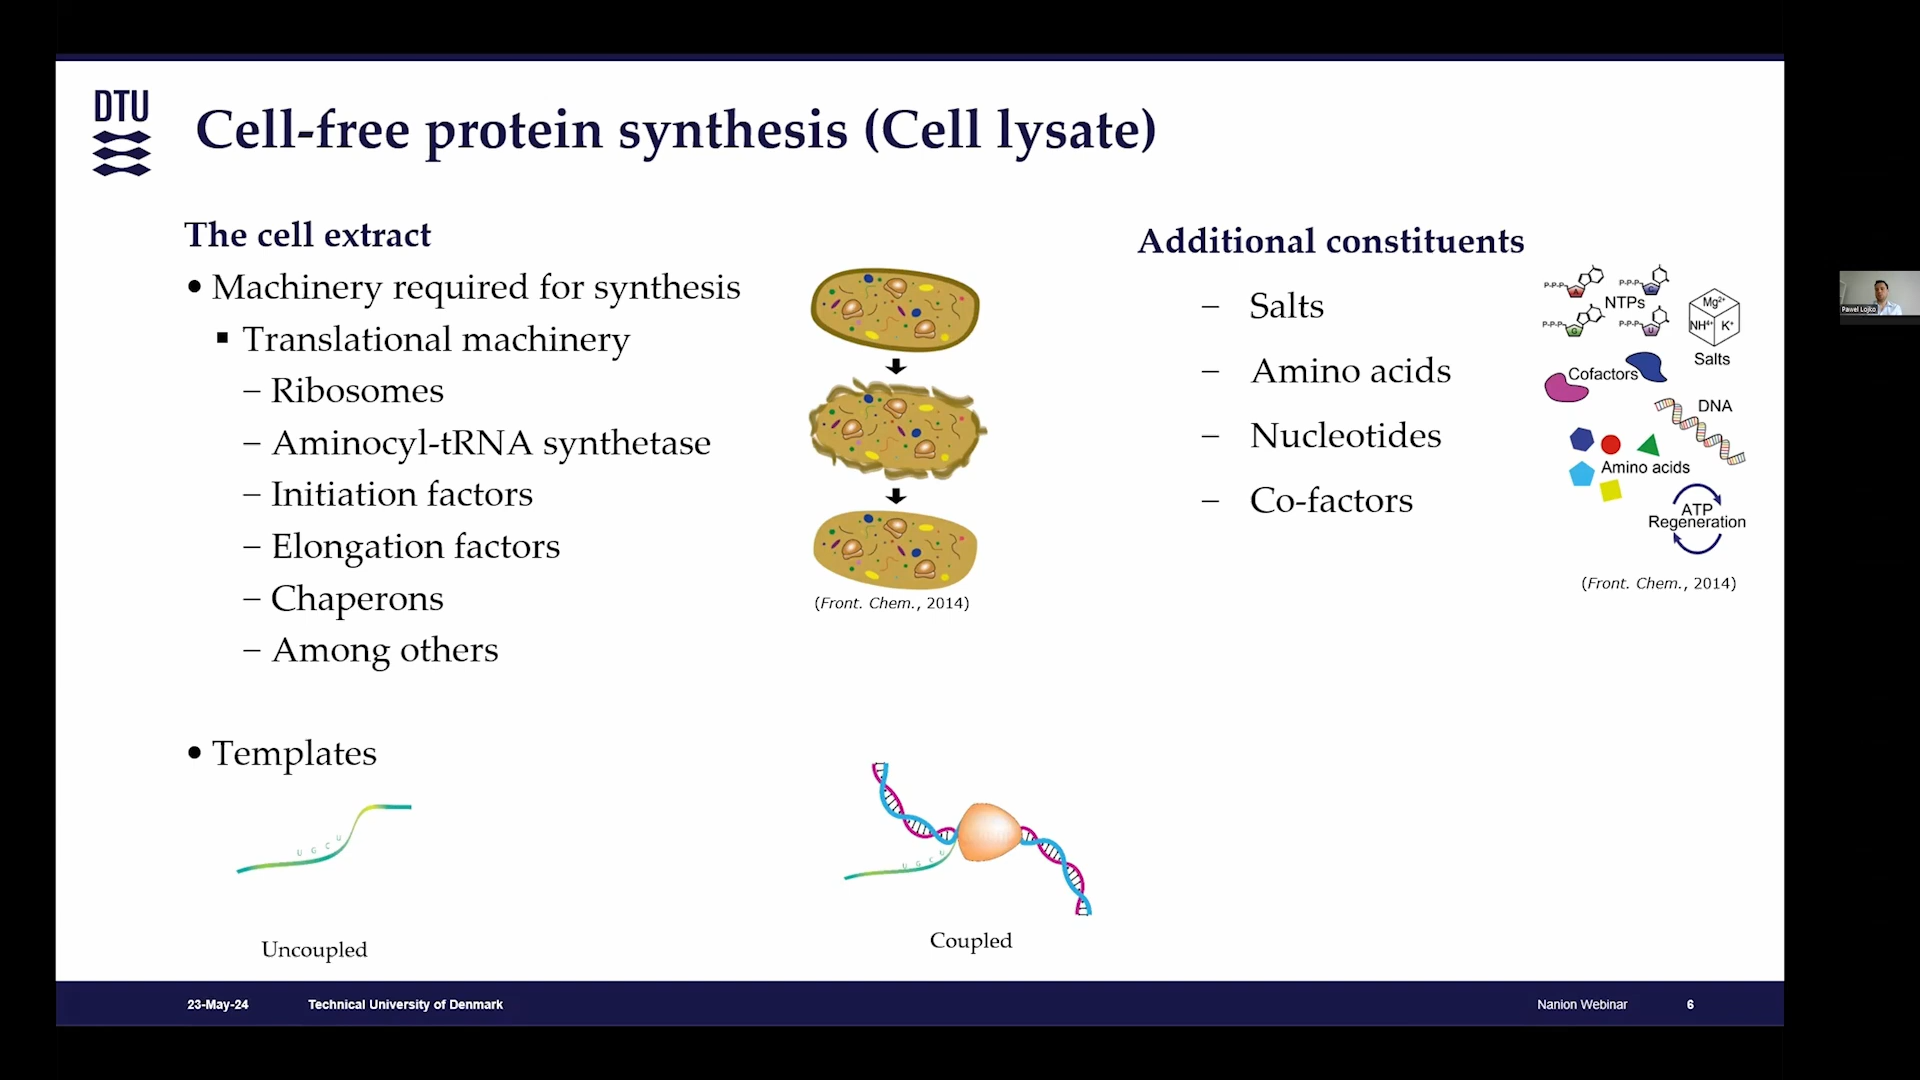 DTU
Cell-free protein synthesis (Cell lysate)
The cell extract
• Machinery required for synthesis
▪ Translational machinery
– Ribosomes
– Aminocyl-tRNA synthetase
– Initiation factors
– Elongation factors
– Chaperons
– Among others
(Front. Chem., 2014)
Additional constituents
– Salts
– Amino acids
– Nucleotides
– Co-factors
P-P-P- A
P-P-P- C
NTPs
P-P-P- G
P-P-P- U
Mg²⁺
NH⁴⁺ K⁺
Salts
Cofactors
DNA
Amino acids
ATP
Regeneration
(Front. Chem., 2014)
• Templates
U G C U
Uncoupled
U G C U
Coupled
23-May-24 Technical University of Denmark Nanion Webinar 6
Pawel Lojko